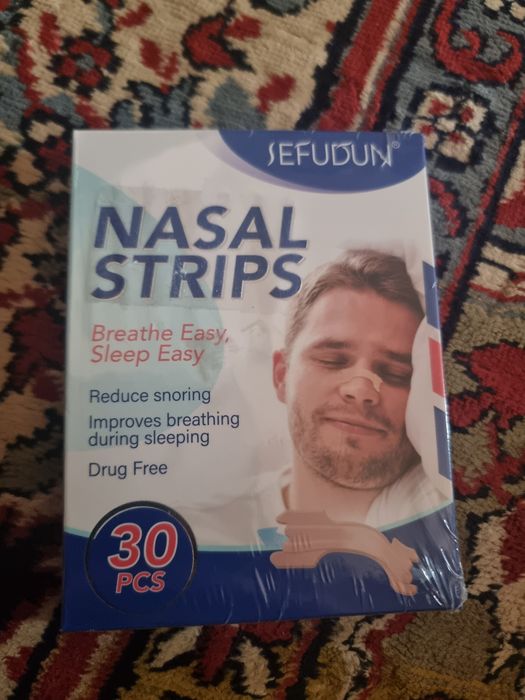 SEFUDUN®
NASAL
STRIPS
Breathe Easy,
Sleep Easy
Reduce snoring
Improves breathing
during sleeping
Drug Free
30
PCS